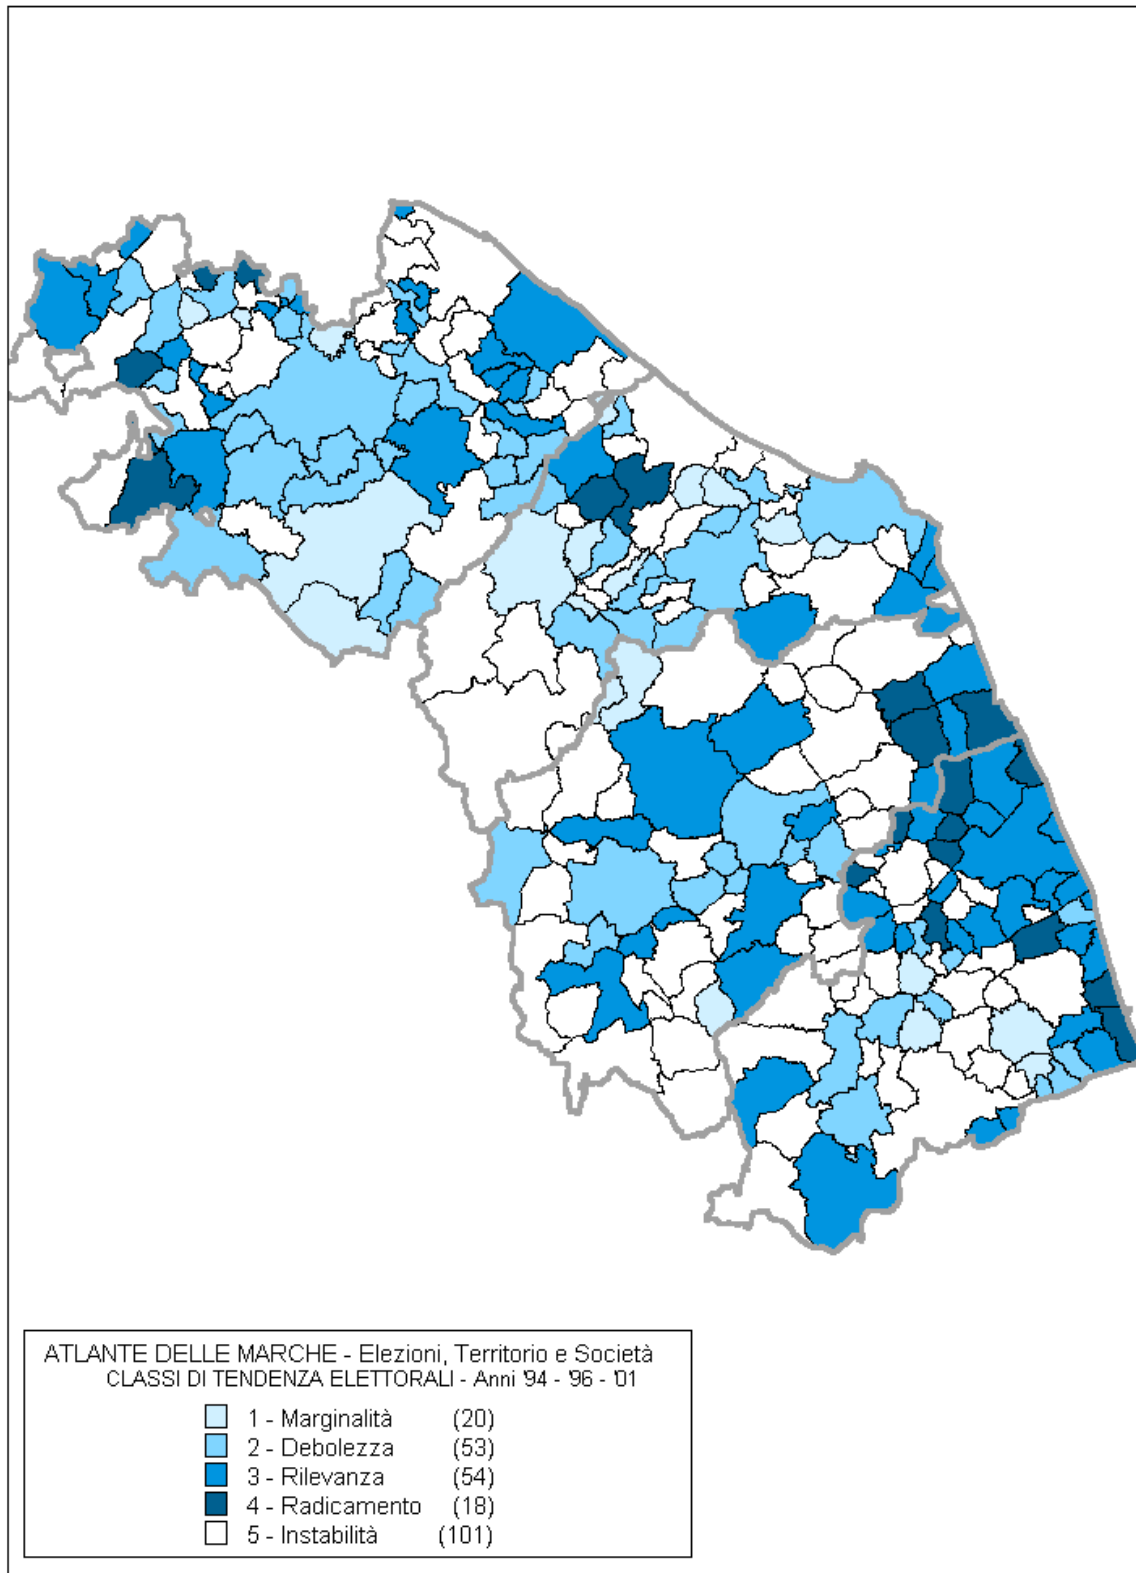 ATLANTE DELLE MARCHE - Elezioni, Territorio e Società
CLASSI DI TENDENZA ELETTORALI - Anni '94 - '96 - '01
1 - Marginalità (20)
2 - Debolezza (53)
3 - Rilevanza (54)
4 - Radicamento (18)
5 - Instabilità (101)